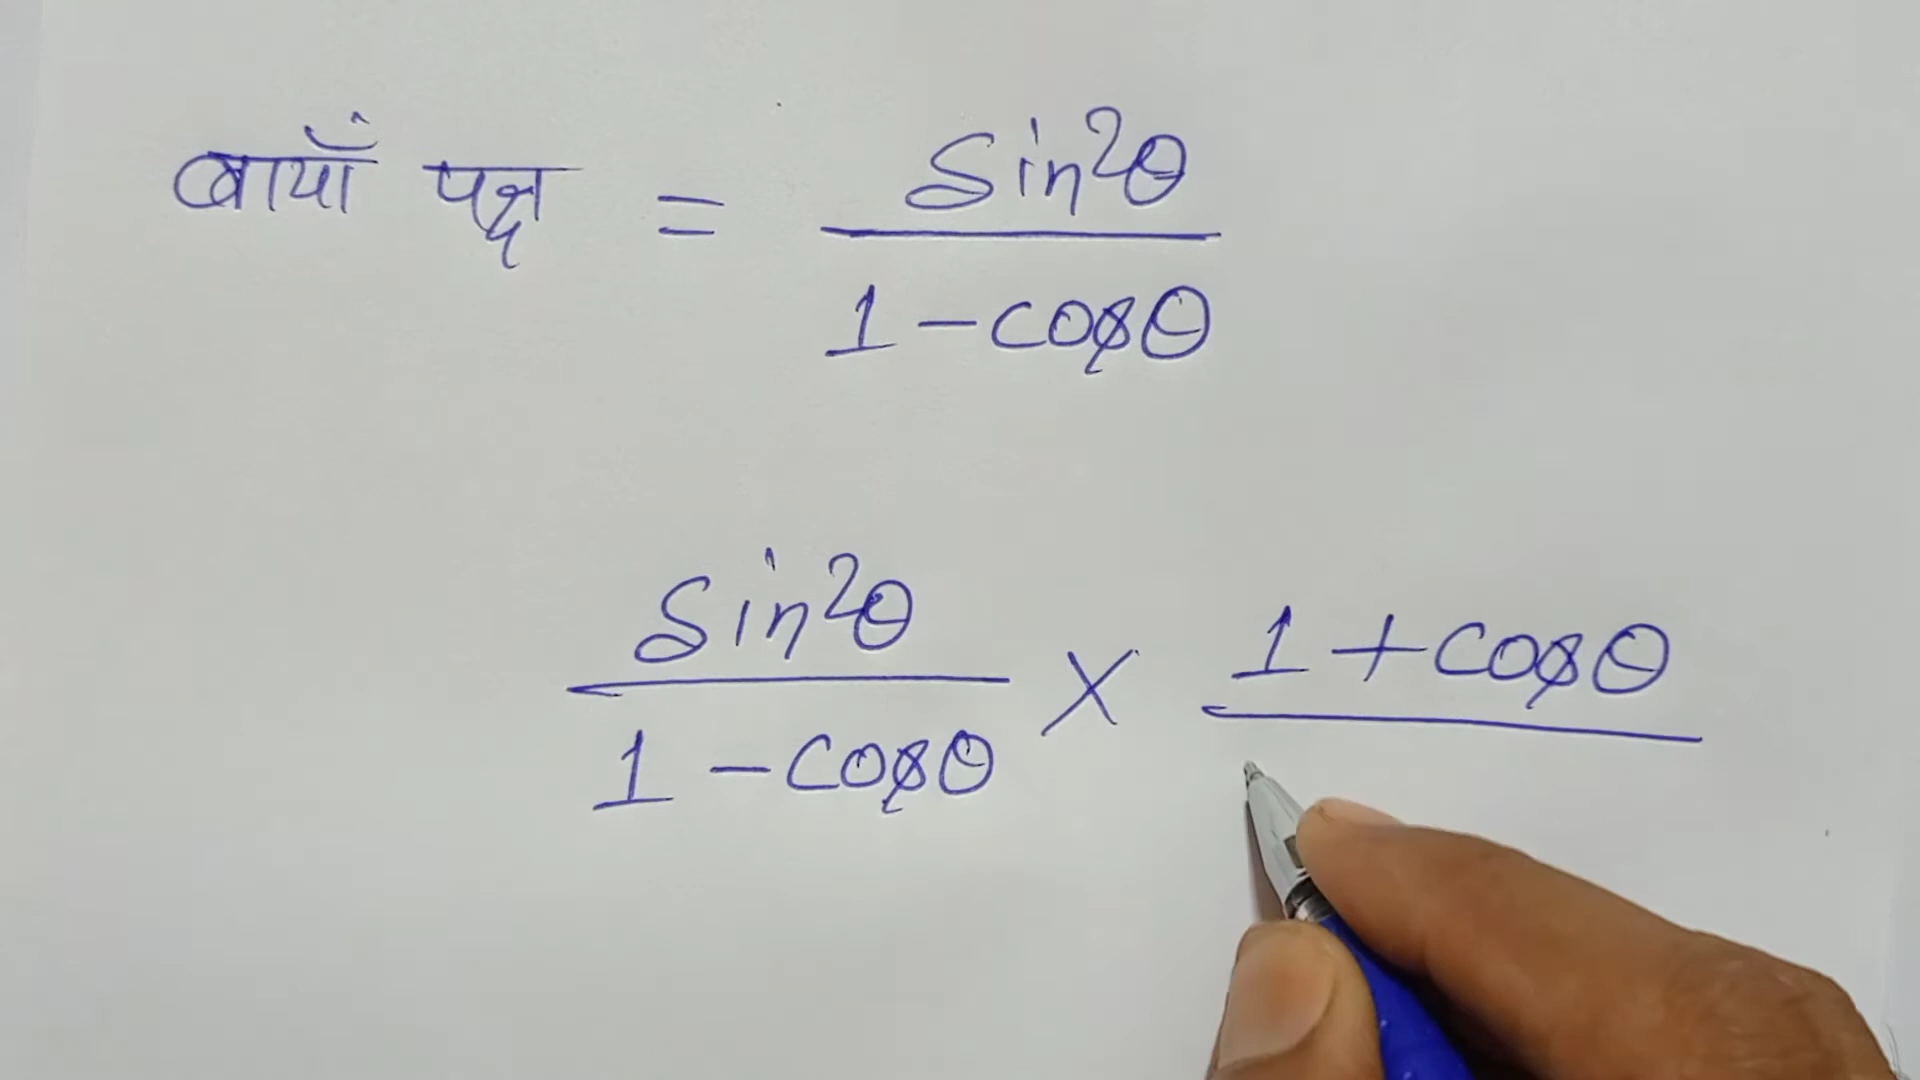 बायाँ पक्ष = sin²θ / 1 - cosθ
sin²θ / 1 - cosθ × 1 + cosθ /